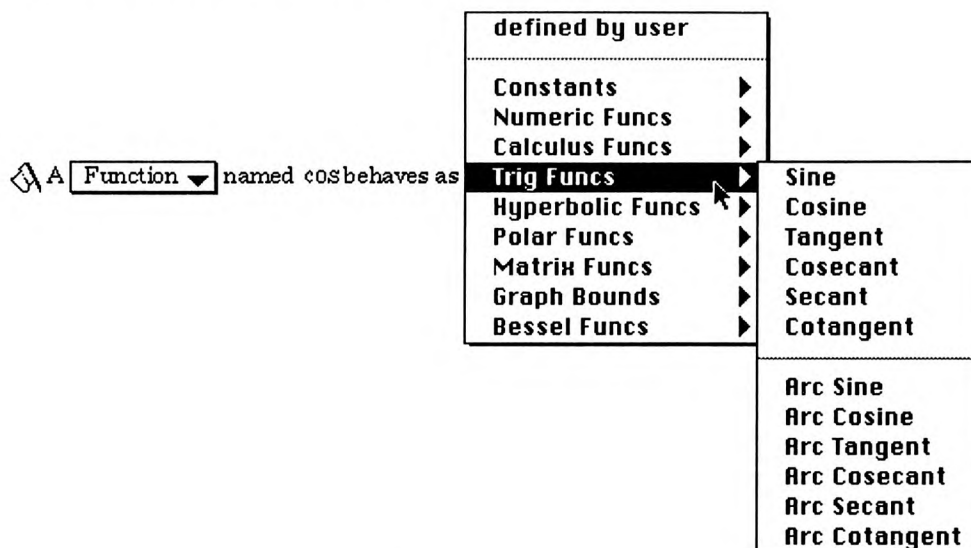 defined by user
Constants
Numeric Funcs
Calculus Funcs
A Function named cos behaves as Trig Funcs
Hyperbolic Funcs
Polar Funcs
Matrix Funcs
Graph Bounds
Bessel Funcs
Sine
Cosine
Tangent
Cosecant
Secant
Cotangent
Arc Sine
Arc Cosine
Arc Tangent
Arc Cosecant
Arc Secant
Arc Cotangent